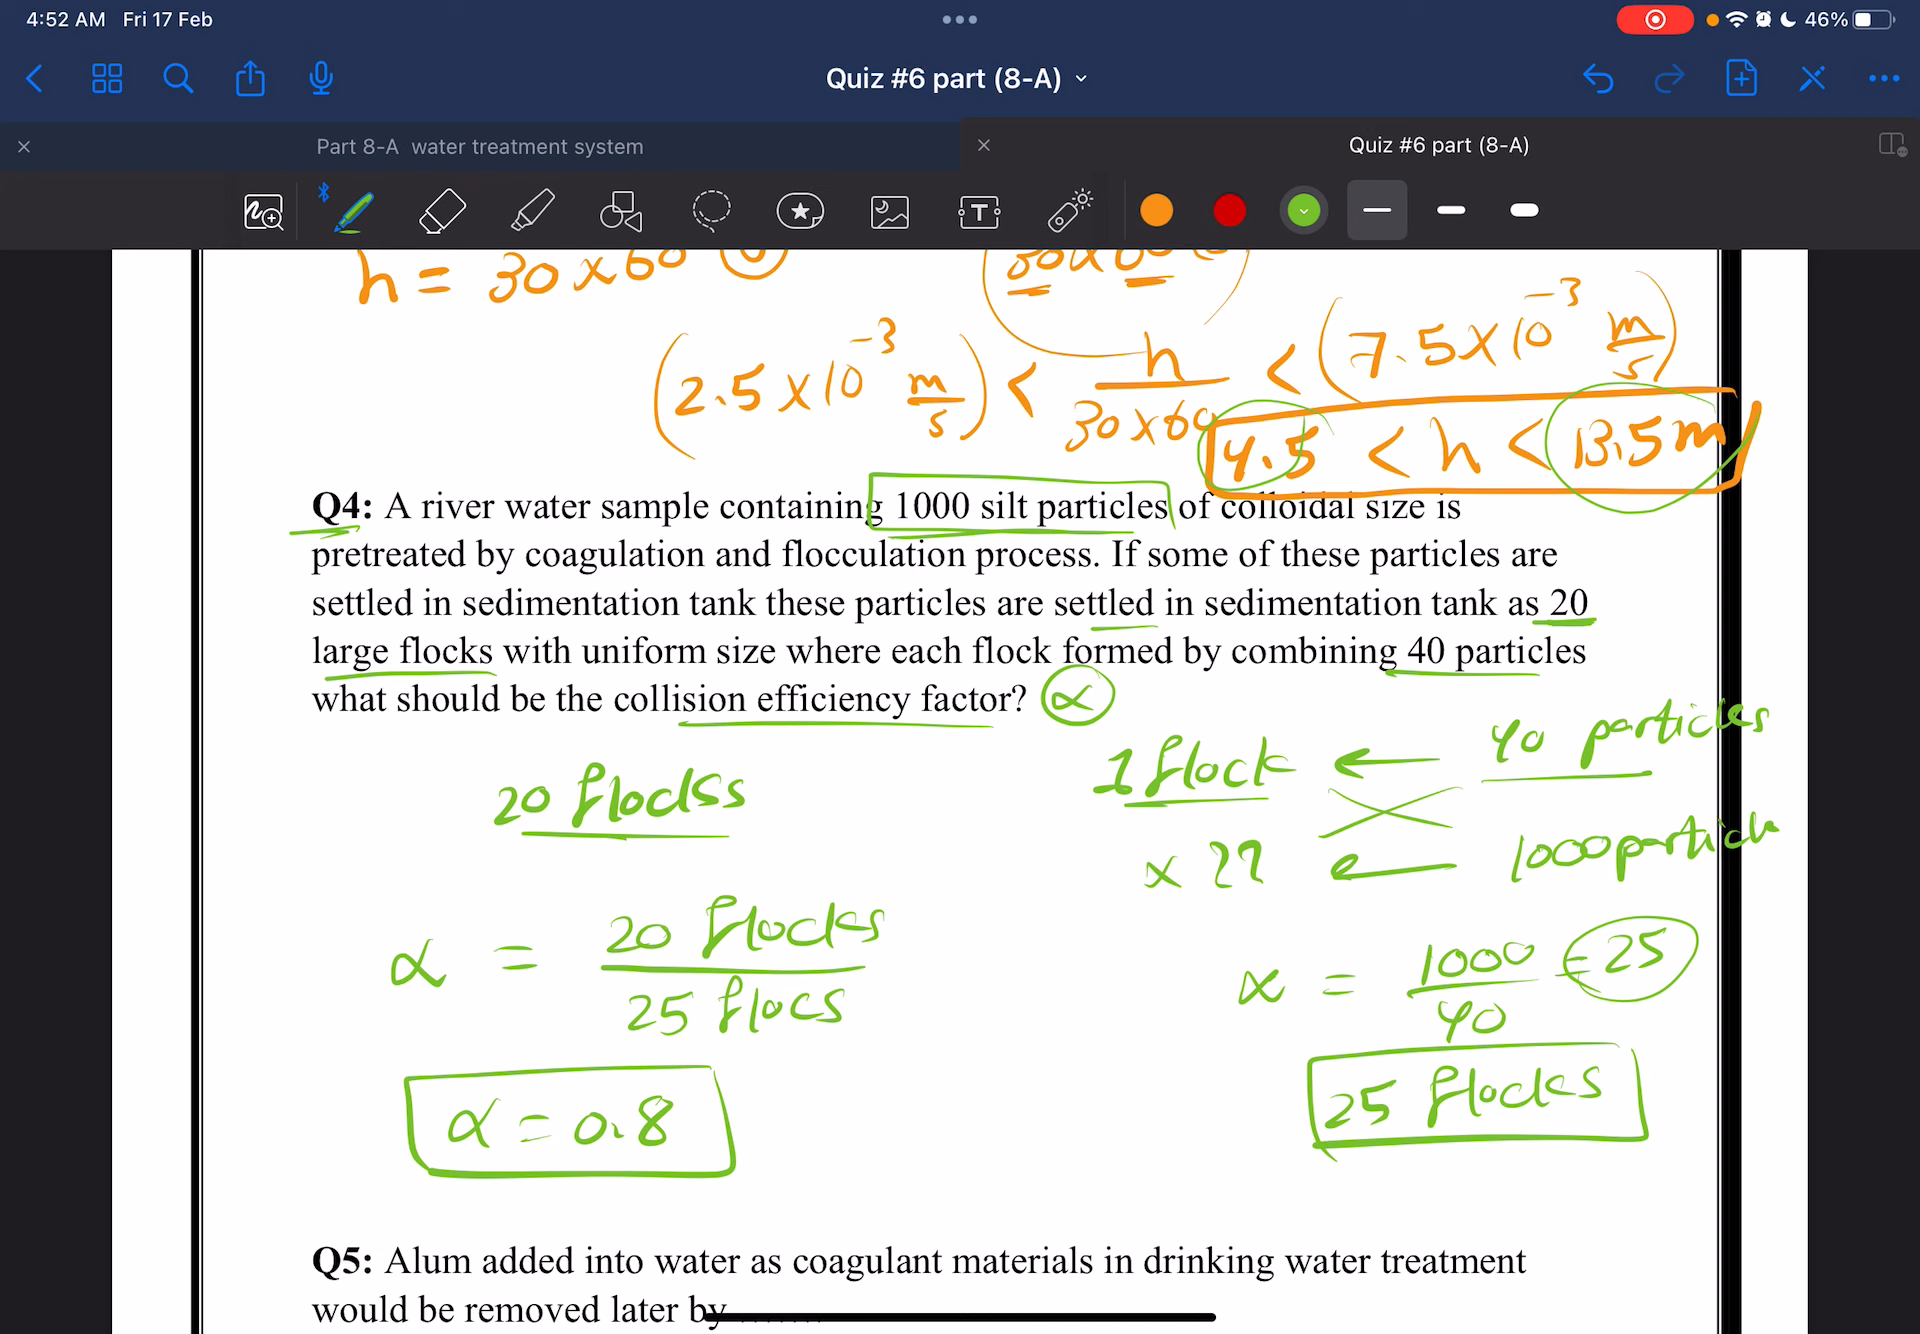 4:52 AM Fri 17 Feb
46%
Quiz #6 part (8-A)
Part 8-A water treatment system
Quiz #6 part (8-A)
T
h = 30 x 60
(2.5 x 10^-3 m/s) < h / 30 x 60 < (7.5 x 10^-3 m/s)
4.5 < h < 13.5m
Q4: A river water sample containing 1000 silt particles of colloidal size is
pretreated by coagulation and flocculation process. If some of these particles are
settled in sedimentation tank these particles are settled in sedimentation tank as 20
large flocks with uniform size where each flock formed by combining 40 particles
what should be the collision efficiency factor? α
20 flockss
1 flock ← 40 particles
x ?? ← 1000 particle
α = 20 flocks / 25 flocs
x = 1000 / 40 = 25
25 flocks
α = 0.8
Q5: Alum added into water as coagulant materials in drinking water treatment
would be removed later by